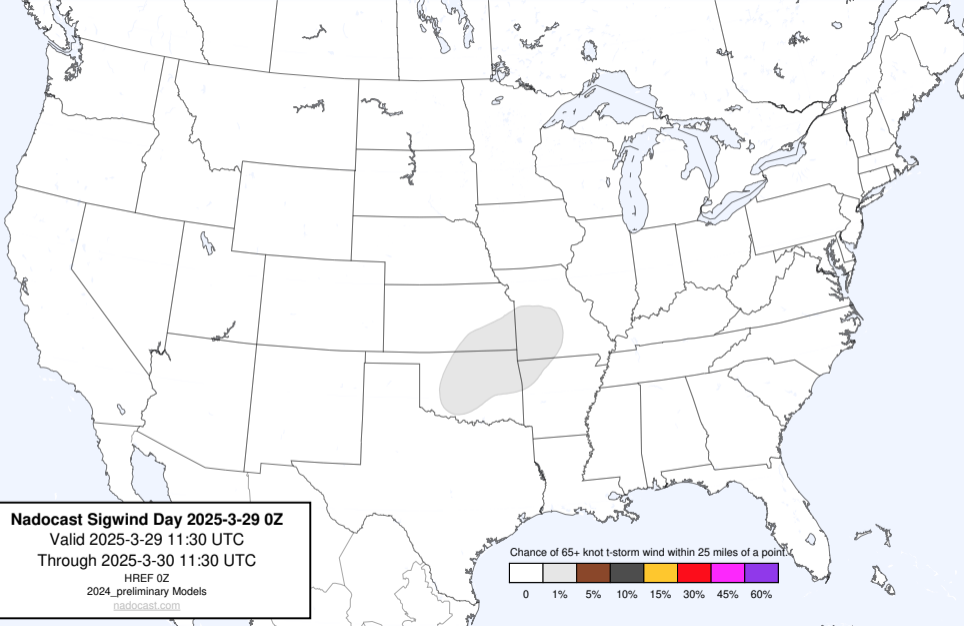 Nadocast Sigwind Day 2025-3-29 0Z
Valid 2025-3-29 11:30 UTC
Through 2025-3-30 11:30 UTC
HREF 0Z
2024_preliminary Models
nadocast.com
Chance of 65+ knot t-storm wind within 25 miles of a point.
0 1% 5% 10% 15% 30% 45% 60%